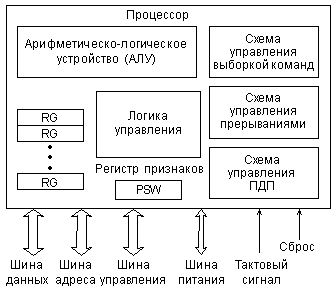 Процессор
Арифметическо-логическое
устройство (АЛУ)
Схема
управления
выборкой команд
RG
RG
RG
Логика
управления
Схема
управления
прерываниями
Регистр признаков
PSW
Схема
управления
ПДП
Шина
данных
Шина
адреса
Шина
управления
Шина
питания
Тактовый
сигнал
Сброс